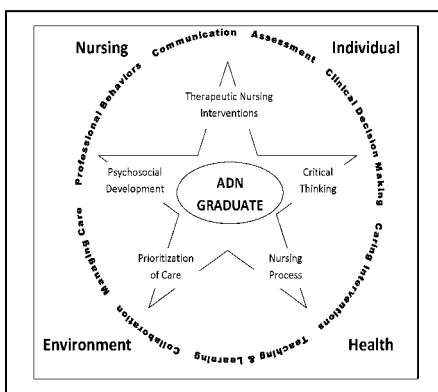 Nursing
Individual
Communication
Assessment
Clinical Decision Making
Caring Interventions
Teaching & Learning
Collaboration
Managing Care
Professional Behaviors
Therapeutic Nursing
Interventions
Psychosocial
Development
Critical
Thinking
ADN
GRADUATE
Prioritization
of Care
Nursing
Process
Environment
Health